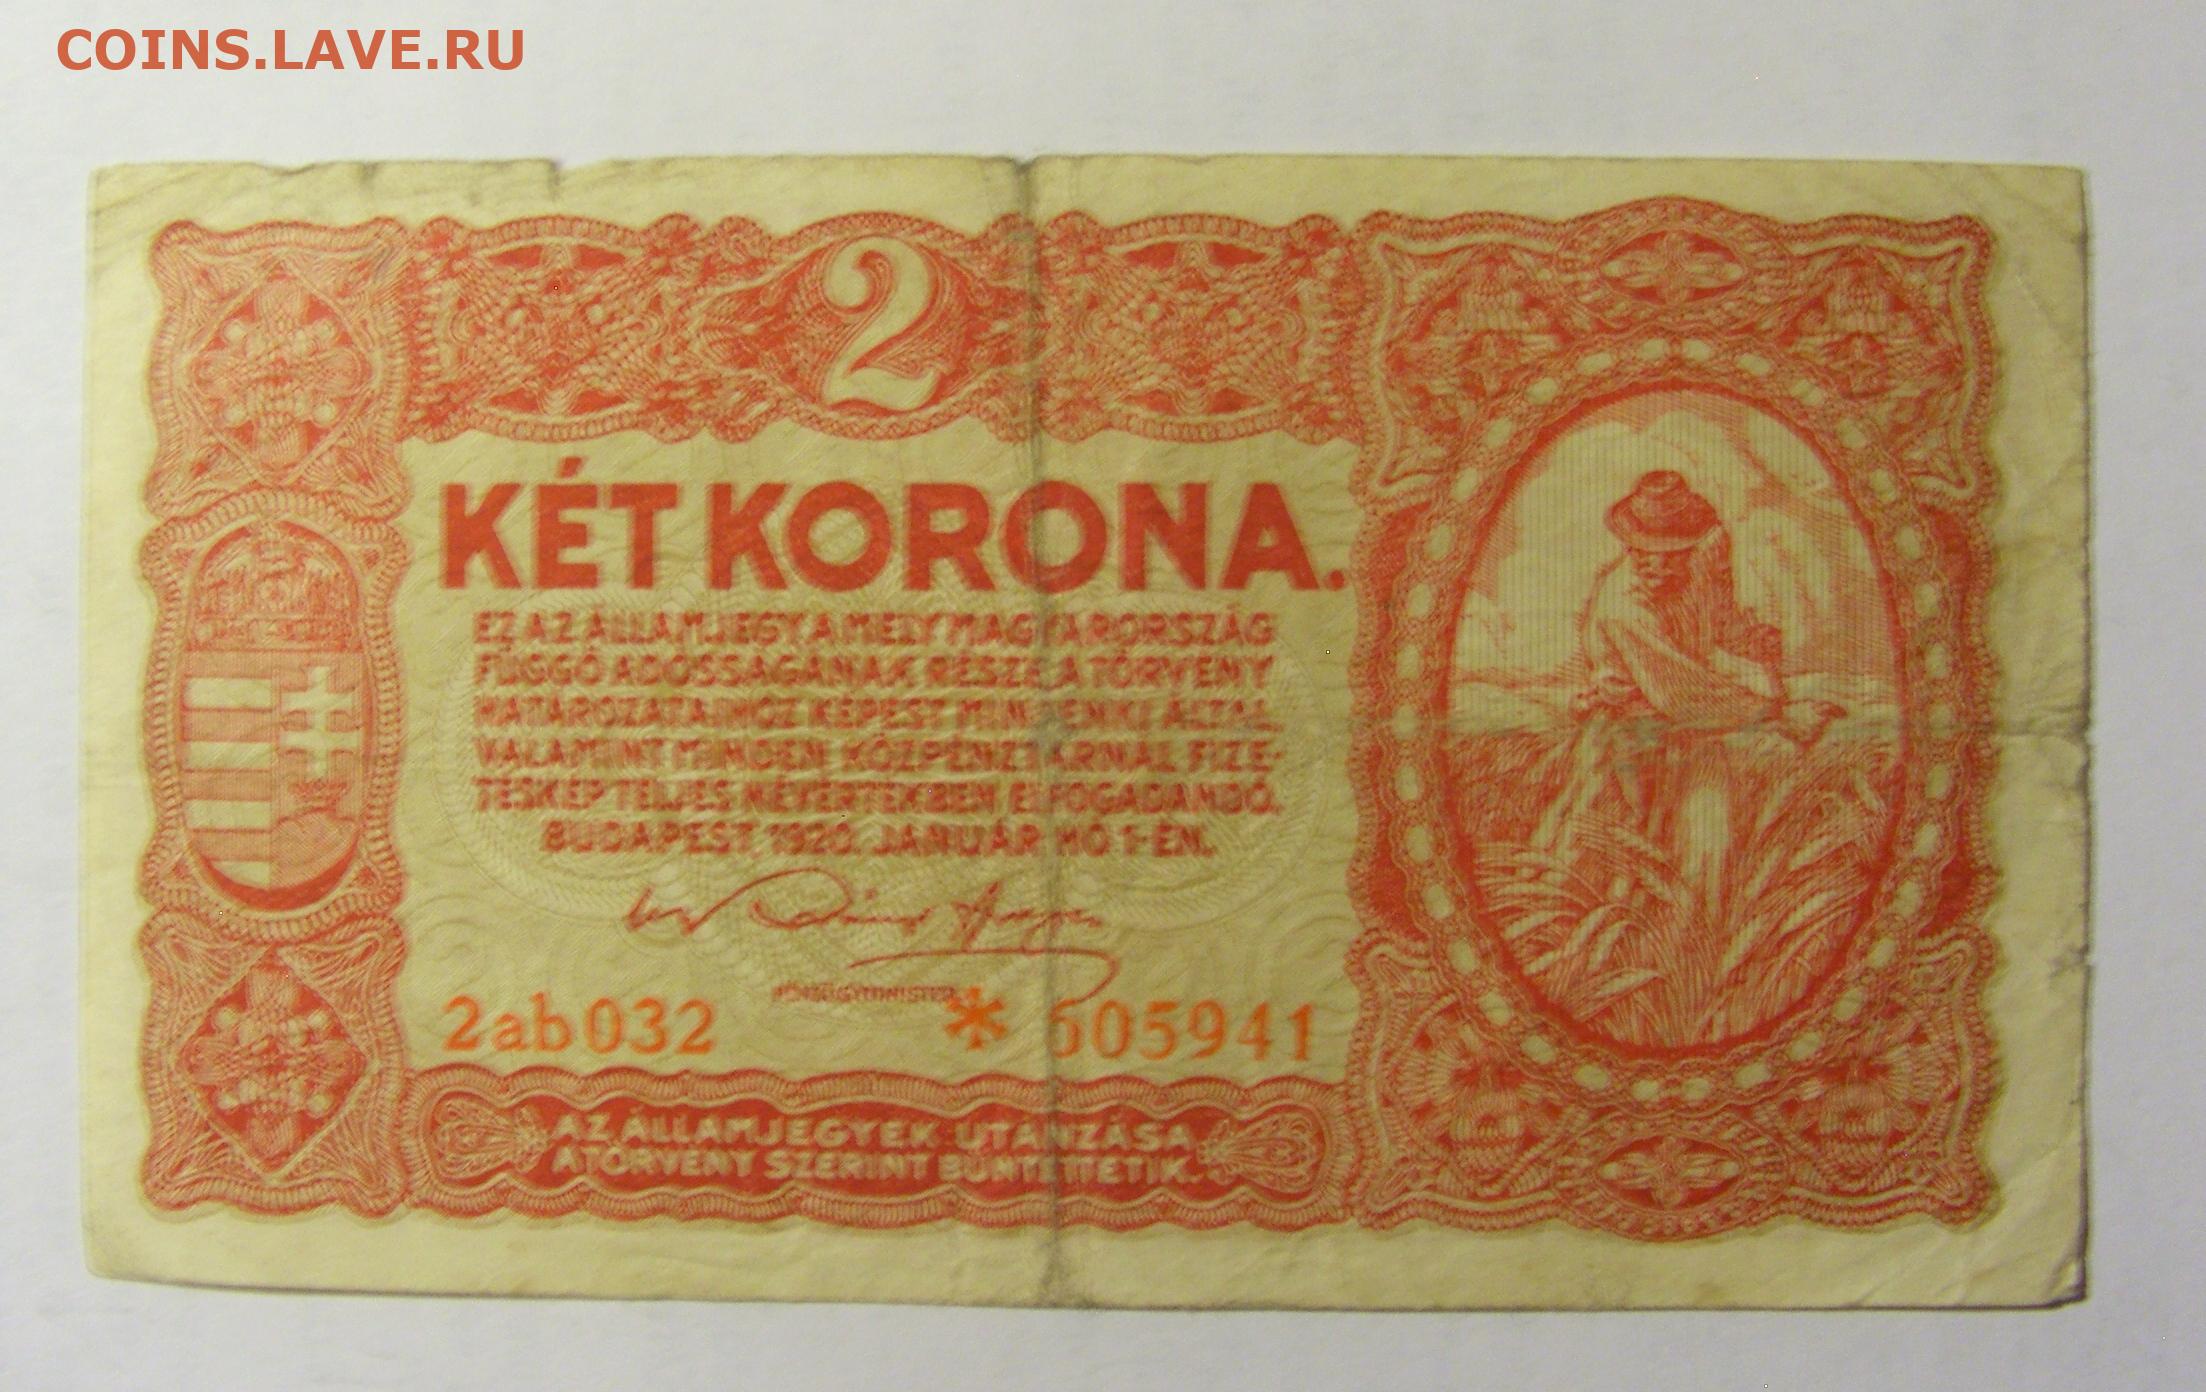 COINS.LAVE.RU
2
KÉT KORONA.
EZ AZ ÁLLAMJEGY A MELY MAGYARORSZÁG
FÜGGŐ ADÓSSÁGÁNAK RÉSZE A TÖRVÉNY
HATÁROZATAIHOZ KÉPEST MINDENKI ÁLTAL
VALAMINT MINDEN KÖZPÉNZTÁRNÁL FIZE-
TÉSKÉP TELJES NÉVÉRTÉKBEN ELFOGADANDÓ.
BUDAPEST, 1920. JANUÁR HÓ 1-ÉN.
PÉNZÜGYMINISTER
2ab032 * 605941
AZ ÁLLAMJEGYEK UTÁNZÁSA
A TÖRVÉNY SZERINT BÜNTETTETIK.